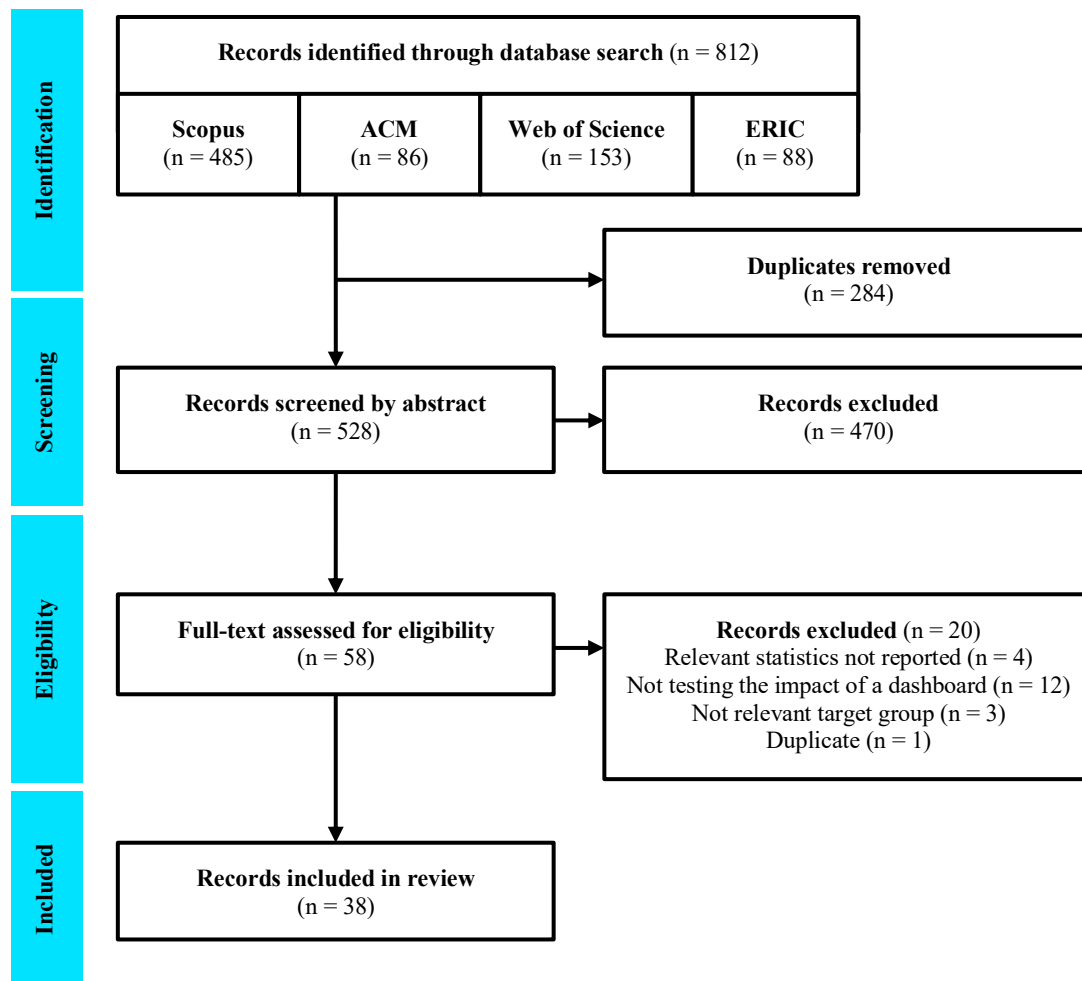 Identification
Records identified through database search (n = 812)
Scopus
(n = 485)
ACM
(n = 86)
Web of Science
(n = 153)
ERIC
(n = 88)
Duplicates removed
(n = 284)
Screening
Records screened by abstract
(n = 528)
Records excluded
(n = 470)
Eligibility
Full-text assessed for eligibility
(n = 58)
Records excluded (n = 20)
Relevant statistics not reported (n = 4)
Not testing the impact of a dashboard (n = 12)
Not relevant target group (n = 3)
Duplicate (n = 1)
Included
Records included in review
(n = 38)